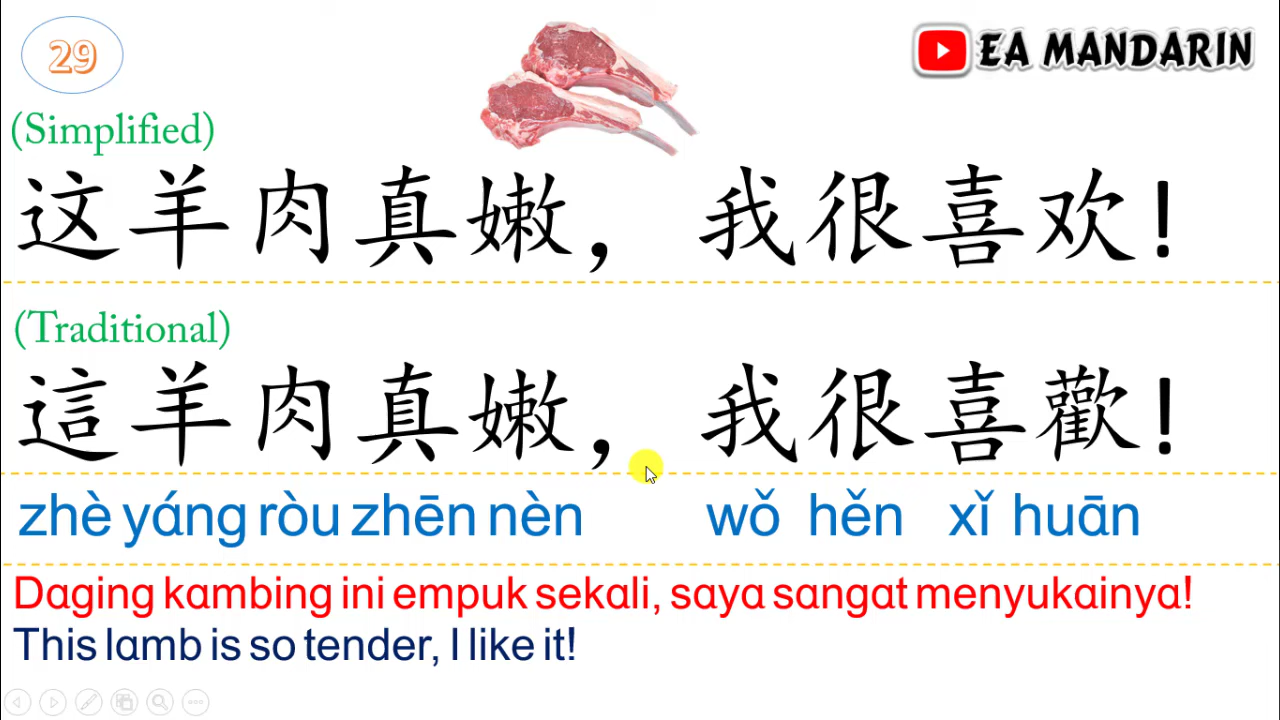 29
EA MANDARIN
(Simplified)
这羊肉真嫩，我很喜欢！
(Traditional)
這羊肉真嫩，我很喜歡！
zhè yáng ròu zhēn nèn wǒ hěn xǐ huān
Daging kambing ini empuk sekali, saya sangat menyukainya!
This lamb is so tender, I like it!